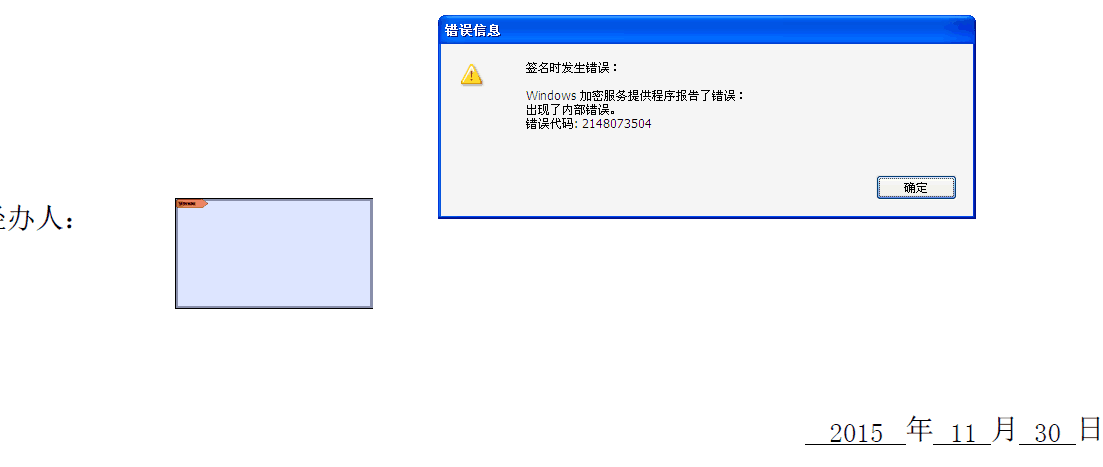 错误信息
签名时发生错误：
Windows 加密服务提供程序报告了错误：
出现了内部错误。
错误代码: 2148073504
确定
办人：
2015 年 11 月 30 日